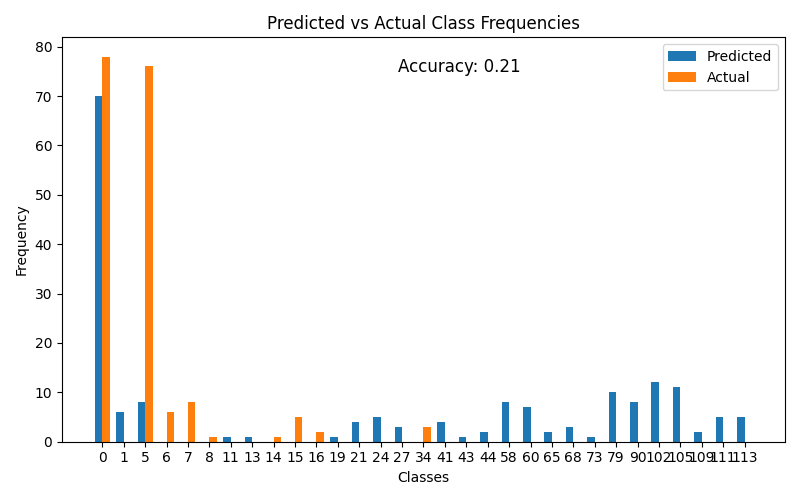 Predicted vs Actual Class Frequencies
Accuracy: 0.21
Predicted
Actual
80
70
60
50
40
30
20
10
0
Frequency
0 1 5 6 7 8 11 13 14 15 16 19 21 24 27 34 41 43 44 58 60 65 68 73 79 90 102 105 109 111 113
Classes